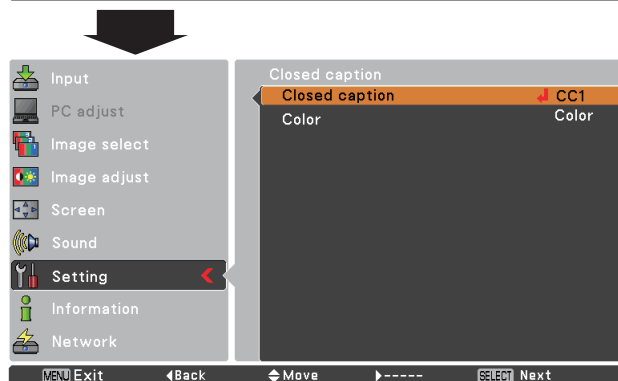 Input
PC adjust
Image select
Image adjust
Screen
Sound
Setting
Information
Network
Closed caption
Closed caption CC1
Color Color
MENU Exit Back Move ----- SELECT Next